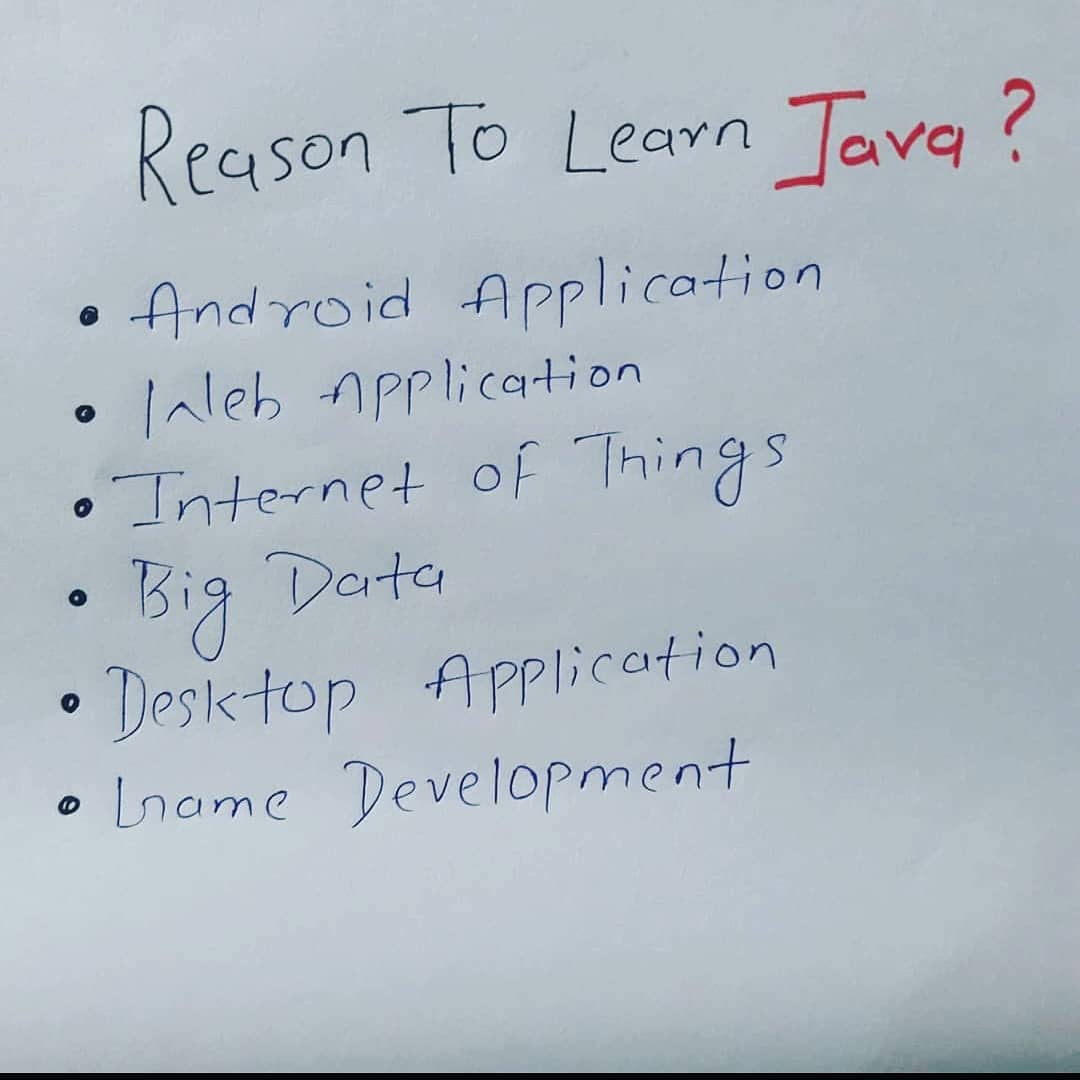 Reason To Learn Java?
• Android Application
• Web Application
• Internet of Things
• Big Data
• Desktop Application
• Game Development